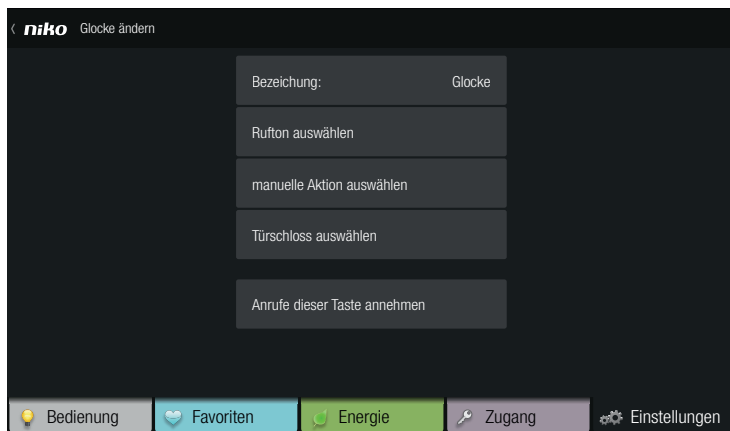 ‹ niko Glocke ändern
Bezeichung: Glocke
Rufton auswählen
manuelle Aktion auswählen
Türschloss auswählen
Anrufe dieser Taste annehmen
Bedienung Favoriten Energie Zugang Einstellungen